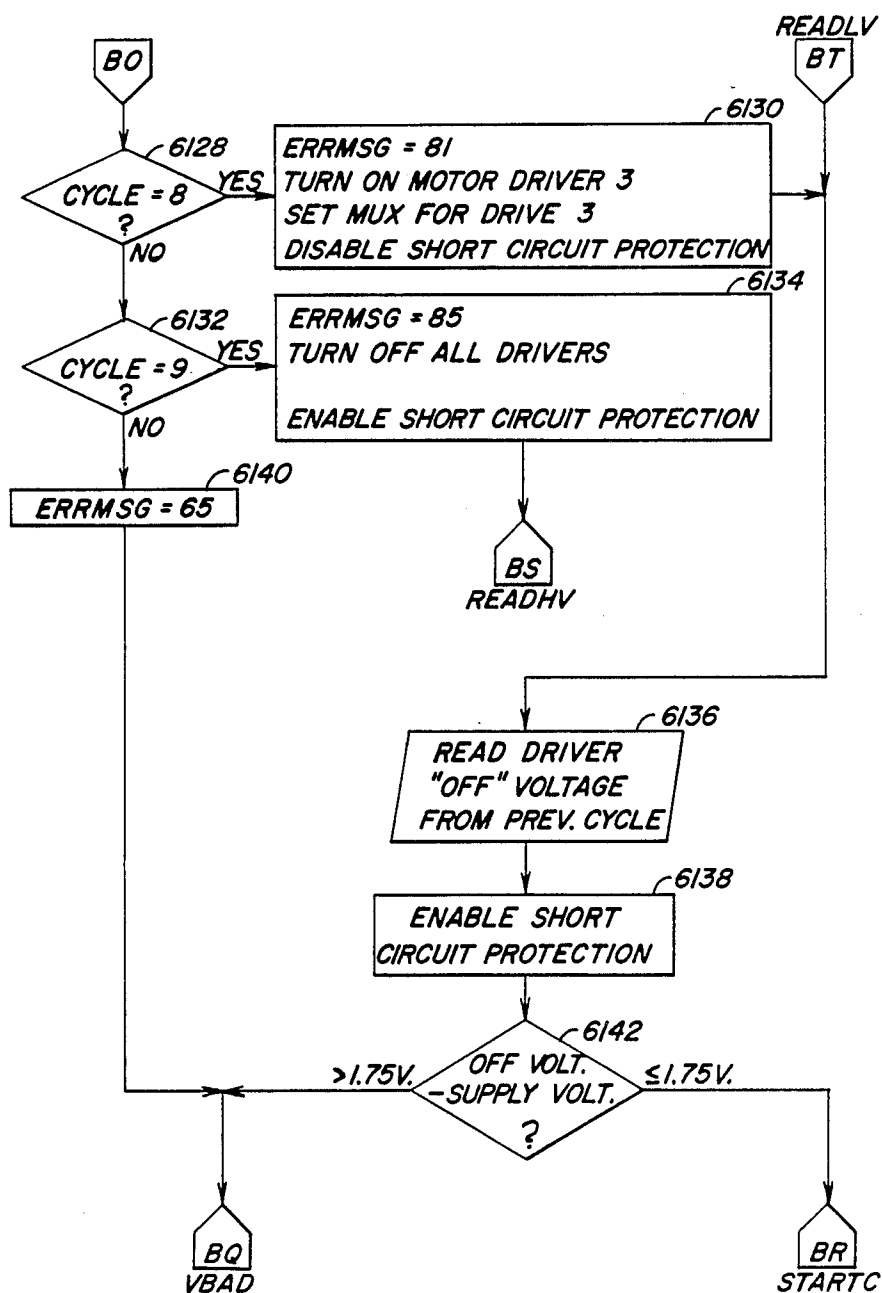 BO
READLV
BT
6128
CYCLE = 8
?
YES
NO
6130
ERRMSG = 81
TURN ON MOTOR DRIVER 3
SET MUX FOR DRIVE 3
DISABLE SHORT CIRCUIT PROTECTION
6132
CYCLE = 9
?
YES
NO
6134
ERRMSG = 85
TURN OFF ALL DRIVERS
ENABLE SHORT CIRCUIT PROTECTION
6140
ERRMSG = 65
BS
READHV
6136
READ DRIVER
"OFF" VOLTAGE
FROM PREV. CYCLE
6138
ENABLE SHORT
CIRCUIT PROTECTION
6142
OFF VOLT.
-SUPPLY VOLT.
?
>1.75V.
≤1.75V.
BQ
VBAD
BR
STARTC